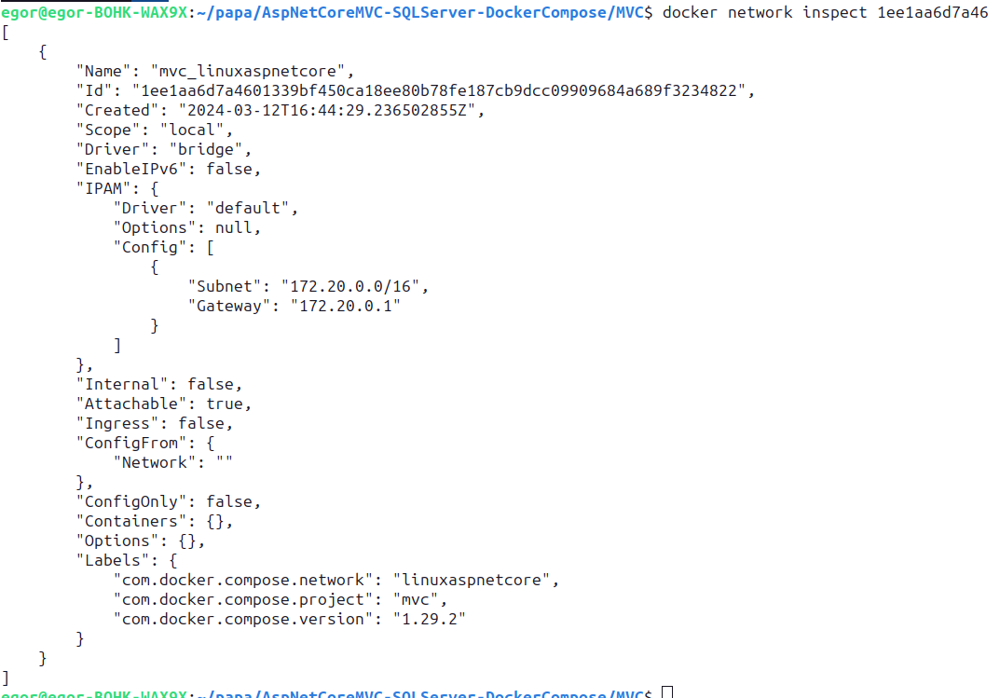 egor@egor-BOHK-WAX9X:~/papa/AspNetCoreMVC-SQLServer-DockerCompose/MVC$ docker network inspect 1ee1aa6d7a46
[
    {
        "Name": "mvc_linuxaspnetcore",
        "Id": "1ee1aa6d7a4601339bf450ca18ee80b78fe187cb9dcc09909684a689f3234822",
        "Created": "2024-03-12T16:44:29.236502855Z",
        "Scope": "local",
        "Driver": "bridge",
        "EnableIPv6": false,
        "IPAM": {
            "Driver": "default",
            "Options": null,
            "Config": [
                {
                    "Subnet": "172.20.0.0/16",
                    "Gateway": "172.20.0.1"
                }
            ]
        },
        "Internal": false,
        "Attachable": true,
        "Ingress": false,
        "ConfigFrom": {
            "Network": ""
        },
        "ConfigOnly": false,
        "Containers": {},
        "Options": {},
        "Labels": {
            "com.docker.compose.network": "linuxaspnetcore",
            "com.docker.compose.project": "mvc",
            "com.docker.compose.version": "1.29.2"
        }
    }
]
egor@egor-BOHK-WAX9X:~/papa/AspNetCoreMVC-SQLServer-DockerCompose/MVC$